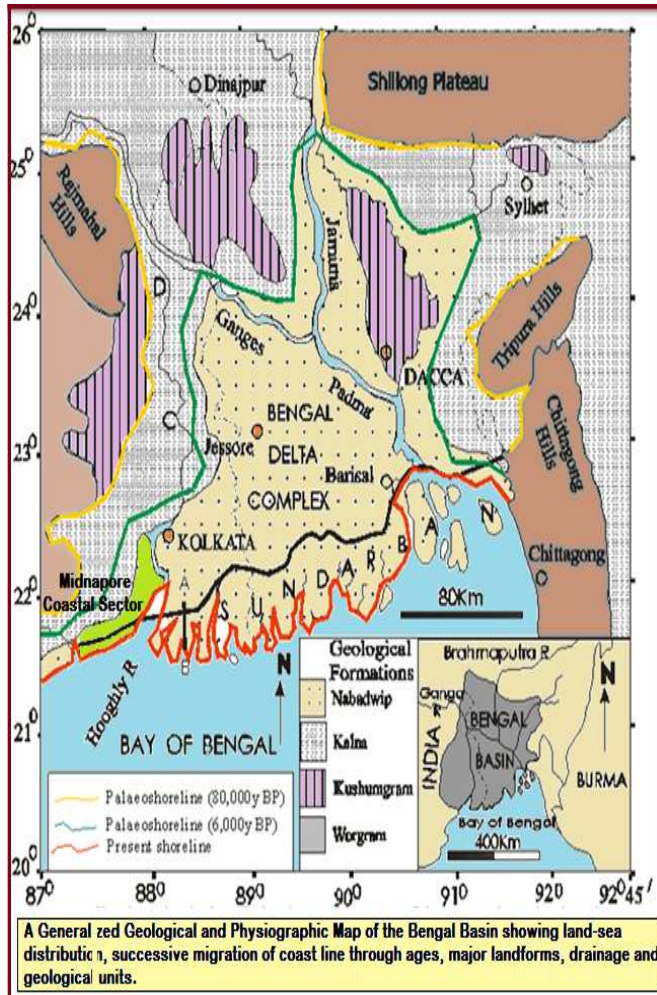 26°
25°
24°
23°
22°
21°
20°
Dinajpur
Shillong Plateau
Sylhet
Rajmahal Hills
Jamuna
Tripura Hills
D
Ganges
Padma
DACCA
Chittagong Hills
BENGAL
DELTA
COMPLEX
Jessore
Barisal
KOLKATA
Chittagong
Midnapore
Coastal Sector
A
B
SUNDARBAN
80Km
Hooghly R
N
BAY OF BENGAL
Palaeoshoreline (80,000y BP)
Palaeoshoreline (6,000y BP)
Present shoreline
Geological
Formations
Nabadwip
Kalna
Kushumgram
Worgram
Brahmaputra R
N
Ganga
R
BENGAL
BASIN
INDIA
BURMA
Bay of Bengal
400Km
87° 88° 89° 90° 91° 92° 92°45'
A General zed Geological and Physiographic Map of the Bengal Basin showing land-sea
distribution, successive migration of coast line through ages, major landforms, drainage and
geological units.